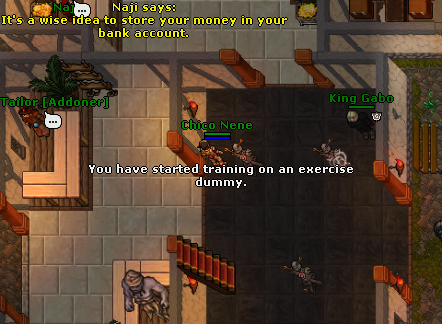 Naji
Naji says:
It's a wise idea to store your money in your
bank account.
Tailor [Addoner]
King Gabo
Chico Nene
You have started training on an exercise
dummy.